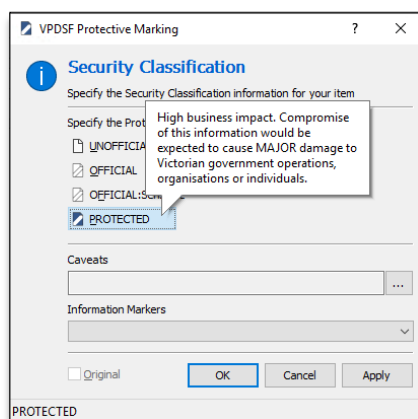 VPDSF Protective Marking
Security Classification
Specify the Security Classification information for your item
Specify the Prot
High business impact. Compromise
of this information would be
expected to cause MAJOR damage to
Victorian government operations,
organisations or individuals.
UNOFFICIA
OFFICIAL
PROTECTED
Caveats
...
Information Markers
Original
OK
Cancel
Apply
PROTECTED